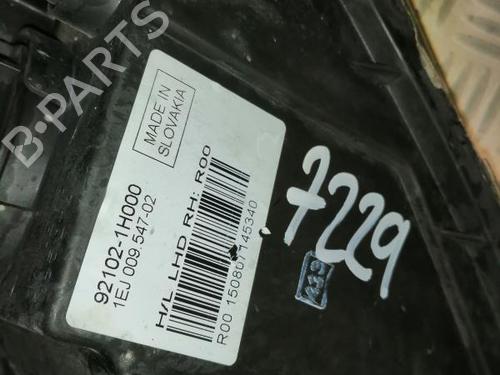 B-PARTS
MADE IN
SLOVAKIA
92102-1H000
1EJ 009 547-02
H/L LHD RH: R00
R00 150807145340
7229